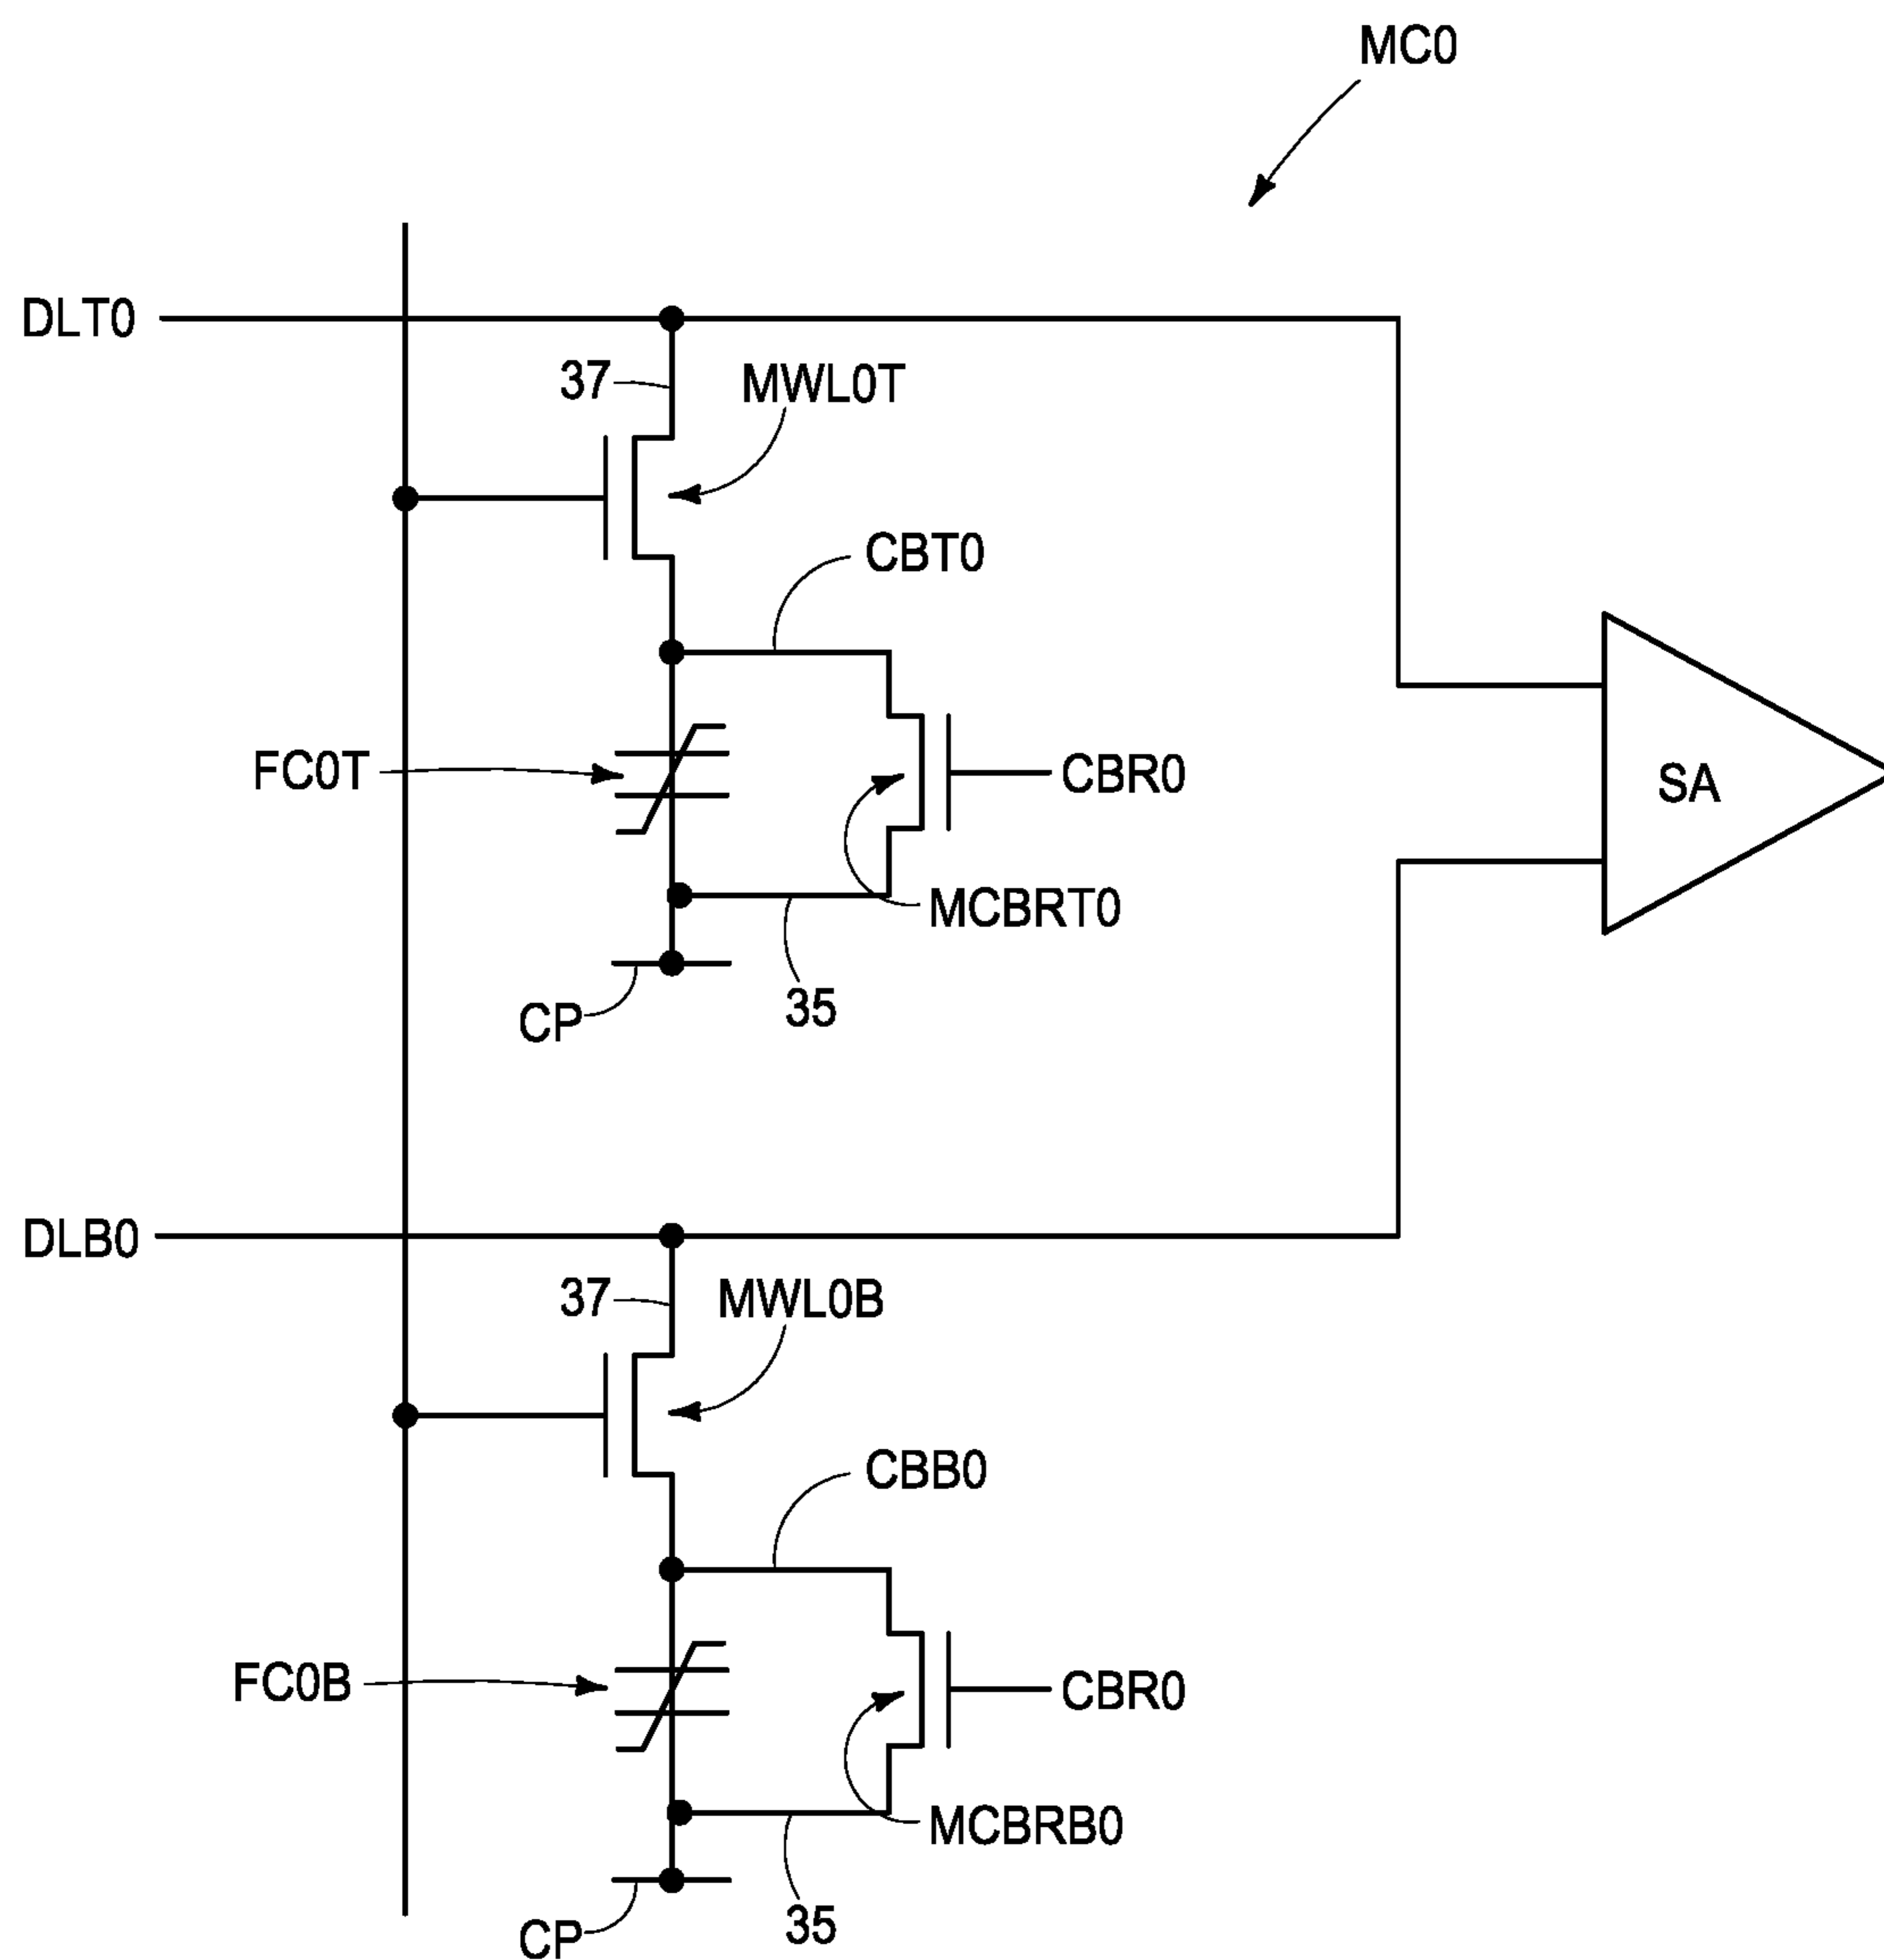 MC0
DLT0
37
MWL0T
CBT0
FC0T
CBR0
SA
MCBRT0
CP
35
DLB0
37
MWL0B
CBB0
FC0B
CBR0
MCBRB0
CP
35